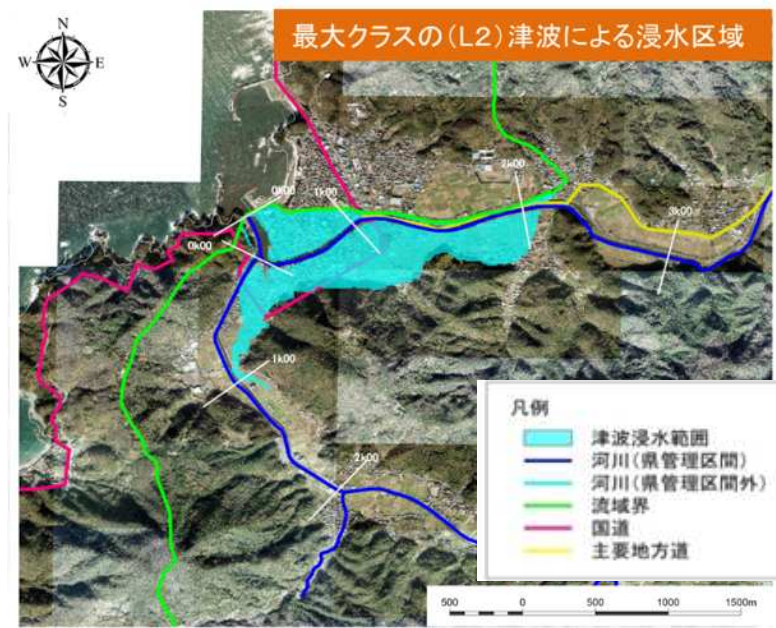 最大クラスの(L2)津波による浸水区域
N
W E
S
0k00
1k00
2k00
3k00
0k00
1k00
2k00
凡例
津波浸水範囲
河川(県管理区間)
河川(県管理区間外)
流域界
国道
主要地方道
500 0 500 1000 1500m